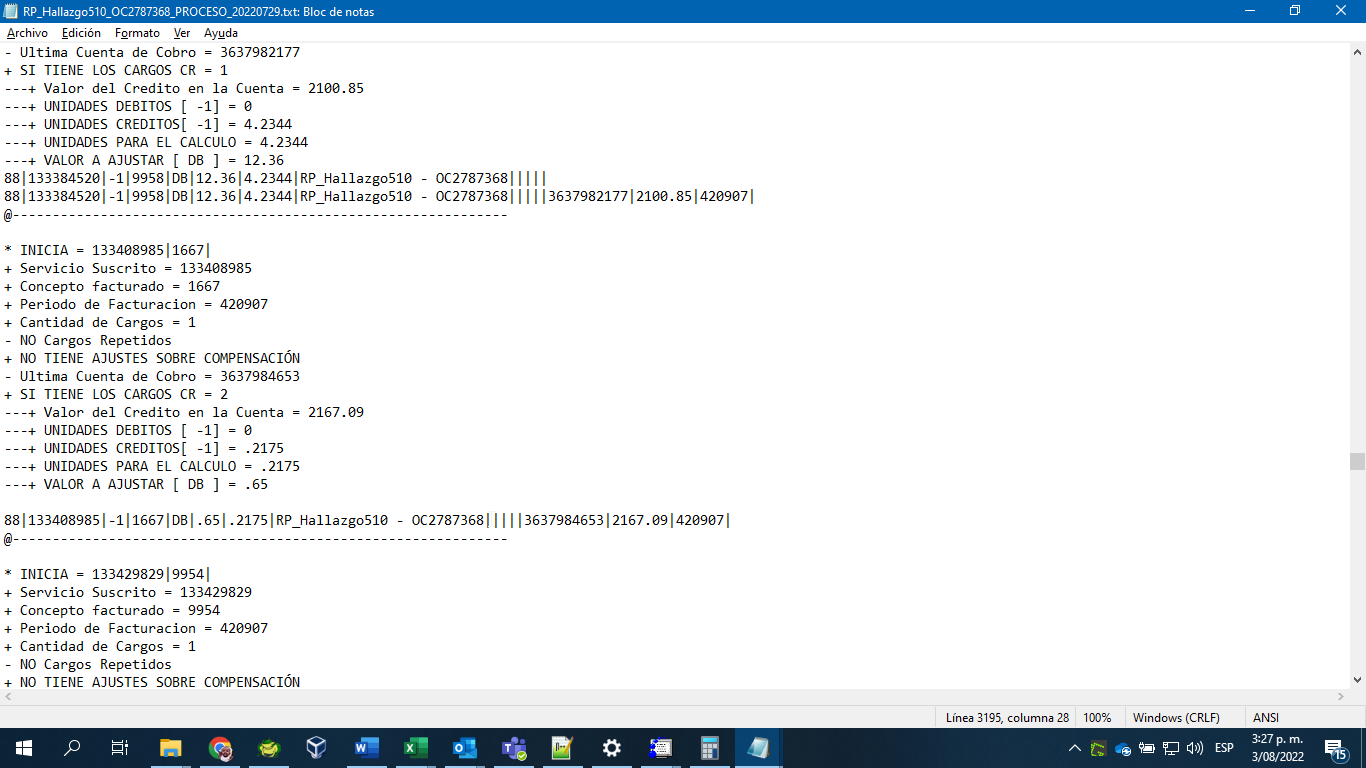 RP_Hallazgo510_OC2787368_PROCESO_20220729.txt: Bloc de notas
Archivo Edición Formato Ver Ayuda
- Ultima Cuenta de Cobro = 3637982177
+ SI TIENE LOS CARGOS CR = 1
---+ Valor del Credito en la Cuenta = 2100.85
---+ UNIDADES DEBITOS [ -1] = 0
---+ UNIDADES CREDITOS[ -1] = 4.2344
---+ UNIDADES PARA EL CALCULO = 4.2344
---+ VALOR A AJUSTAR [ DB ] = 12.36
88|133384520|-1|9958|DB|12.36|4.2344|RP_Hallazgo510 - OC2787368|||||
88|133384520|-1|9958|DB|12.36|4.2344|RP_Hallazgo510 - OC2787368|||||3637982177|2100.85|420907|
@--------------------------------------------------------------
* INICIA = 133408985|1667|
+ Servicio Suscrito = 133408985
+ Concepto facturado = 1667
+ Periodo de Facturacion = 420907
+ Cantidad de Cargos = 1
- NO Cargos Repetidos
+ NO TIENE AJUSTES SOBRE COMPENSACIÓN
- Ultima Cuenta de Cobro = 3637984653
+ SI TIENE LOS CARGOS CR = 2
---+ Valor del Credito en la Cuenta = 2167.09
---+ UNIDADES DEBITOS [ -1] = 0
---+ UNIDADES CREDITOS[ -1] = .2175
---+ UNIDADES PARA EL CALCULO = .2175
---+ VALOR A AJUSTAR [ DB ] = .65
88|133408985|-1|1667|DB|.65|.2175|RP_Hallazgo510 - OC2787368|||||3637984653|2167.09|420907|
@--------------------------------------------------------------
* INICIA = 133429829|9954|
+ Servicio Suscrito = 133429829
+ Concepto facturado = 9954
+ Periodo de Facturacion = 420907
+ Cantidad de Cargos = 1
- NO Cargos Repetidos
+ NO TIENE AJUSTES SOBRE COMPENSACIÓN
Línea 3195, columna 28 100% Windows (CRLF) ANSI
ESP
3:27 p. m.
3/08/2022
15